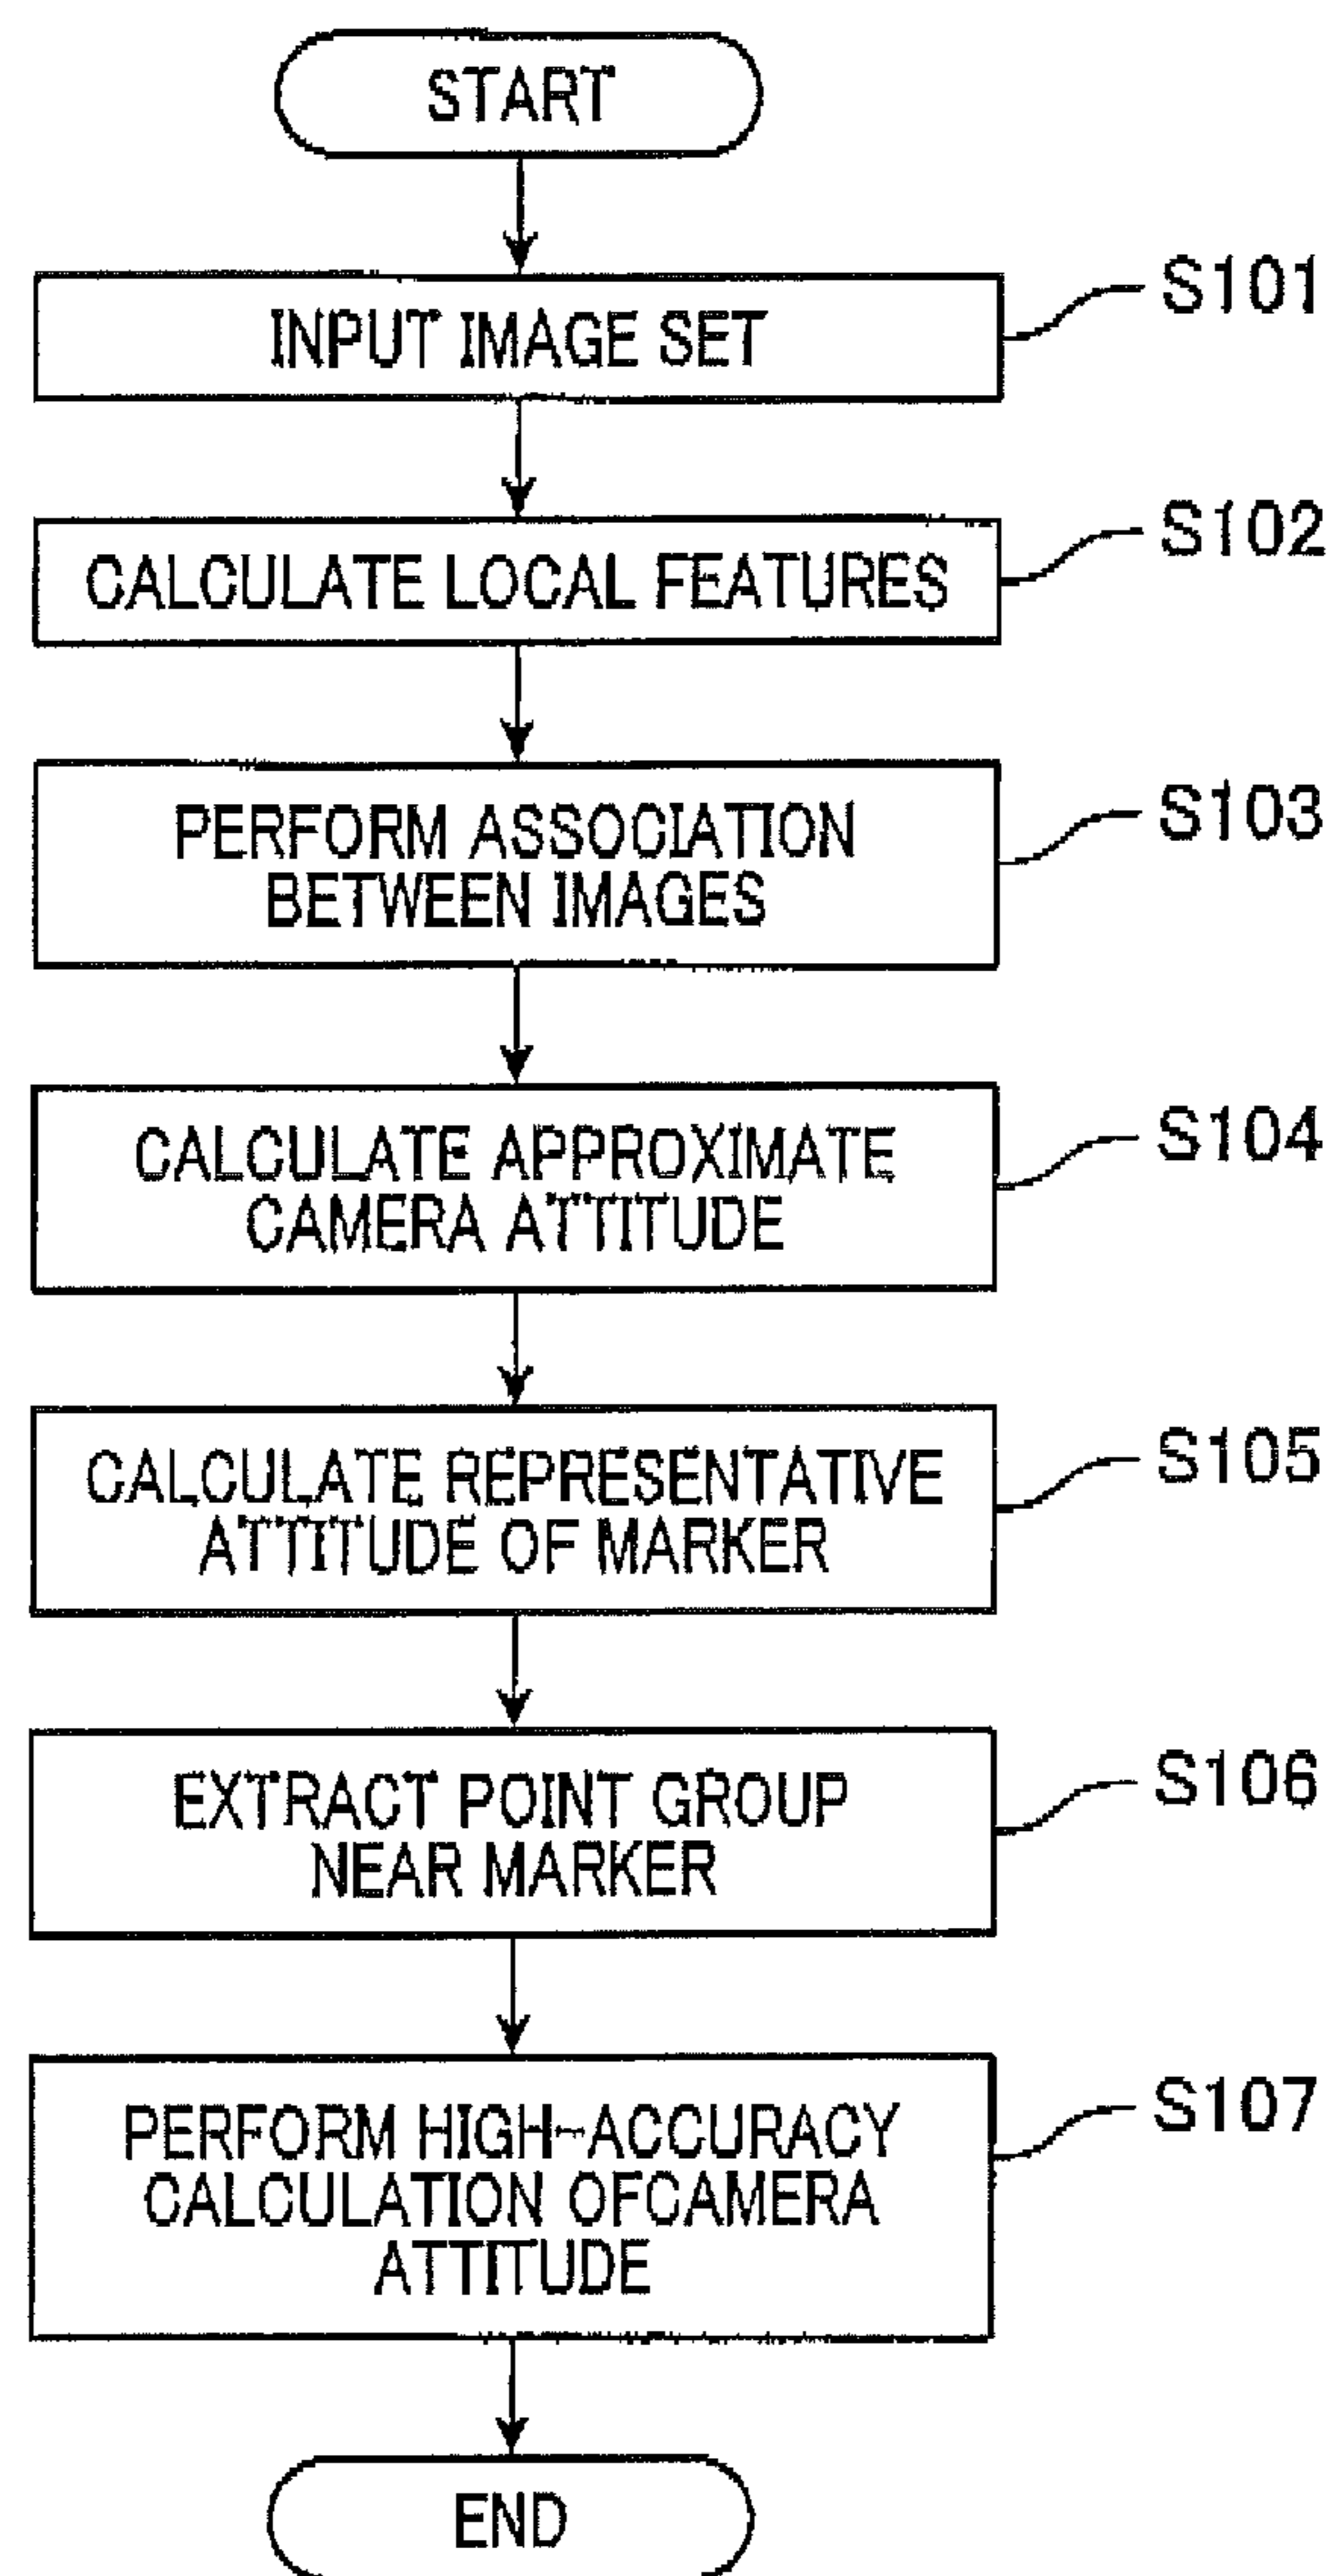 START
INPUT IMAGE SET
S101
CALCULATE LOCAL FEATURES
S102
PERFORM ASSOCIATION
BETWEEN IMAGES
S103
CALCULATE APPROXIMATE
CAMERA ATTITUDE
S104
CALCULATE REPRESENTATIVE
ATTITUDE OF MARKER
S105
EXTRACT POINT GROUP
NEAR MARKER
S106
PERFORM HIGH-ACCURACY
CALCULATION OFCAMERA
ATTITUDE
S107
END